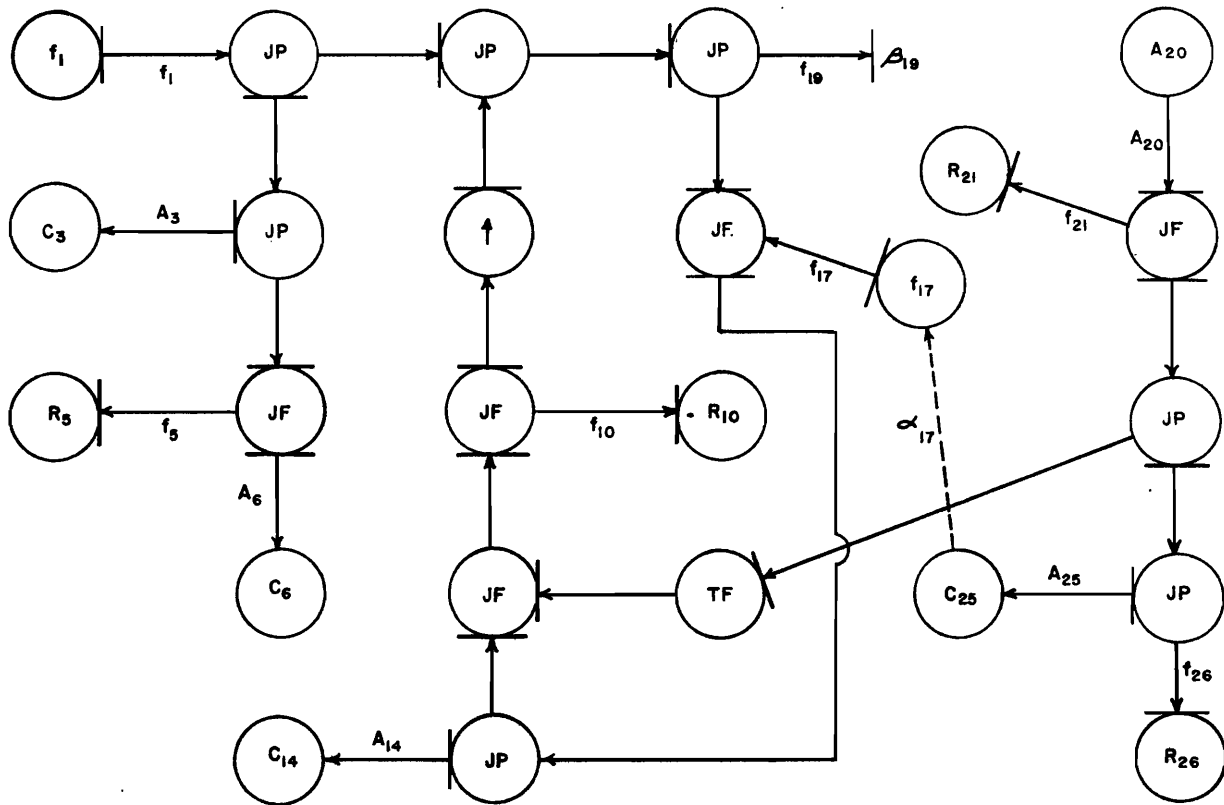 f₁ f₁ JP JP JP f₁₉ β₁₉ A₂₀
A₂₀
R₂₁ f₂₁ JF
C₃ A₃ JP ↑ JF f₁₇ f₁₇
R₅ f₅ JF JF f₁₀ R₁₀ α₁₇ JP
A₆
C₆ JF TF C₂₅ A₂₅ JP
f₂₆
C₁₄ A₁₄ JP R₂₆